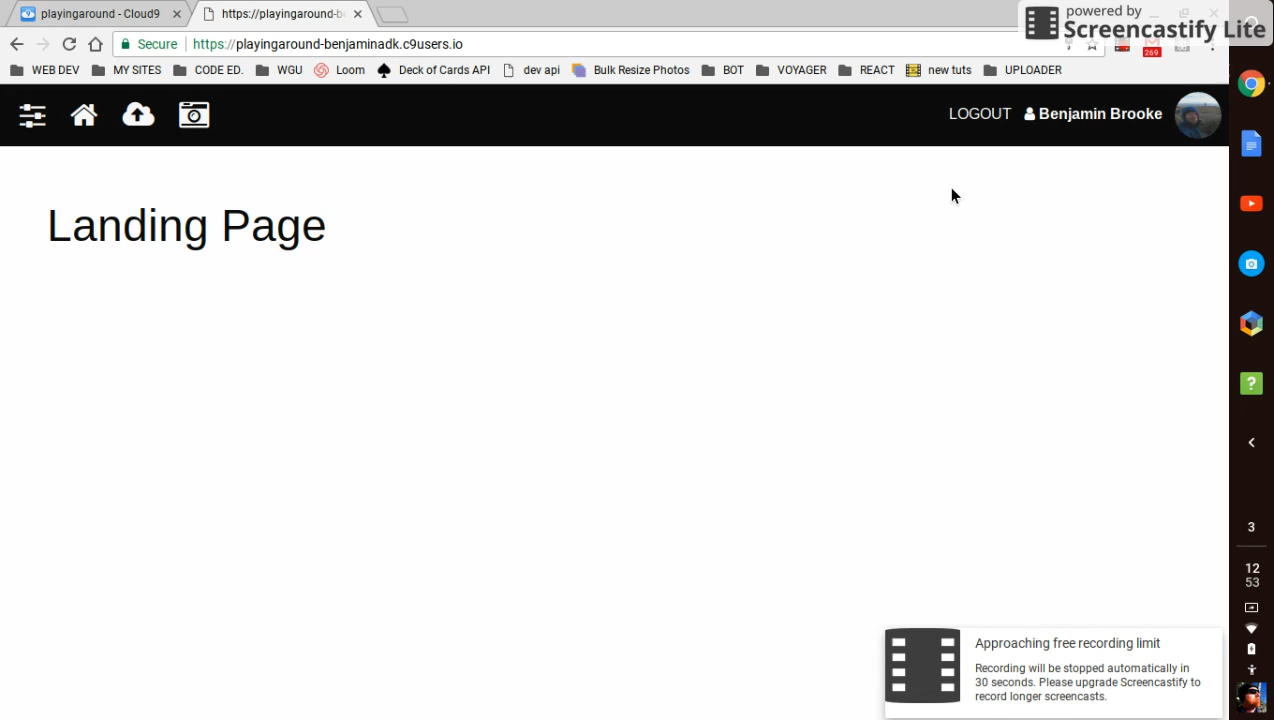 playingaround - Cloud9
https://playingaround-b
powered by
Screencastify Lite
Secure
https://playingaround-benjaminadk.c9users.io
269
WEB DEV
MY SITES
CODE ED.
WGU
Loom
Deck of Cards API
dev api
Bulk Resize Photos
BOT
VOYAGER
REACT
new tuts
UPLOADER
LOGOUT
Benjamin Brooke
Landing Page
3
12
53
Approaching free recording limit
Recording will be stopped automatically in
30 seconds. Please upgrade Screencastify to
record longer screencasts.